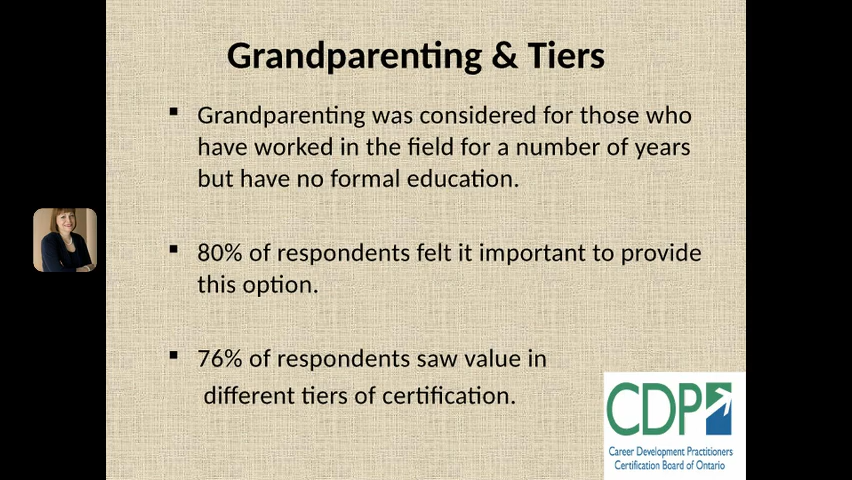 Grandparenting & Tiers
▪ Grandparenting was considered for those who
have worked in the field for a number of years
but have no formal education.
▪ 80% of respondents felt it important to provide
this option.
▪ 76% of respondents saw value in
different tiers of certification.
CDP
Career Development Practitioners
Certification Board of Ontario